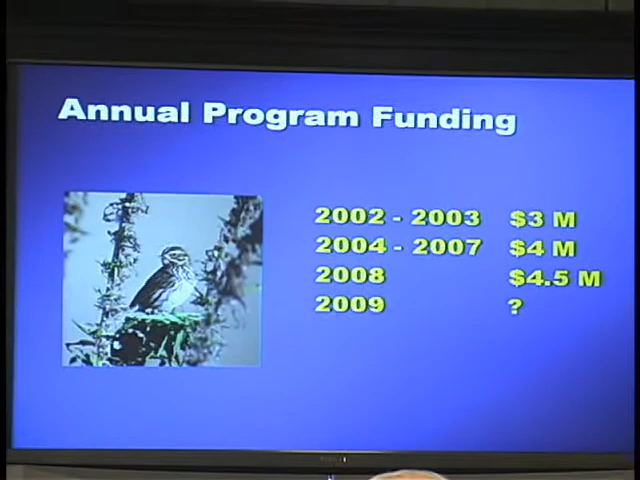 Annual Program Funding
2002 - 2003 $3 M
2004 - 2007 $4 M
2008 $4.5 M
2009 ?